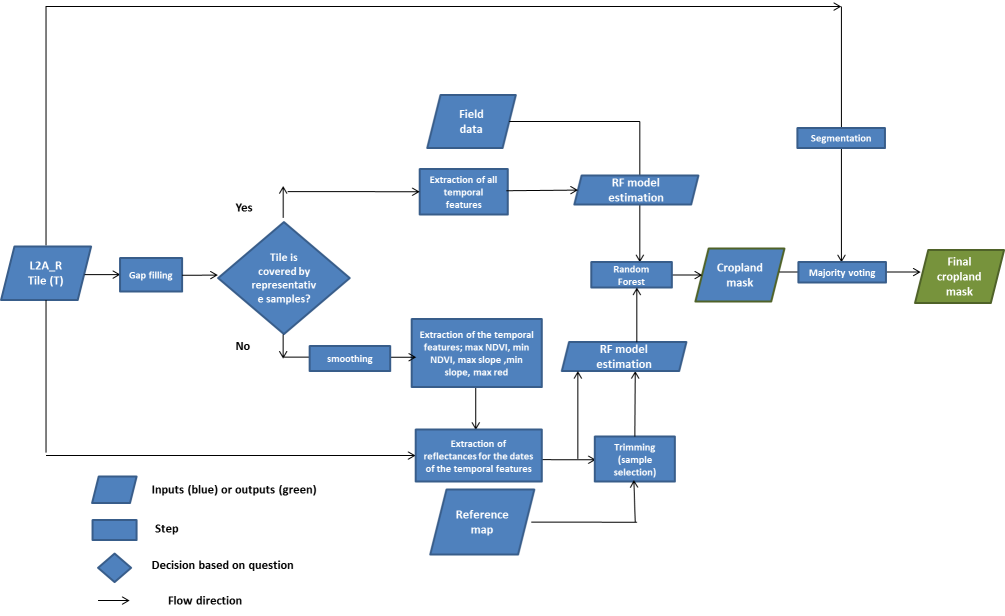 Field
data
Segmentation
Extraction of all
temporal
features
RF model
estimation
Yes
L2A_R
Tile (T)
Gap filling
Tile is
covered by
representativ
e samples?
Random
Forest
Cropland
mask
Majority voting
Final
cropland
mask
No
smoothing
Extraction of the temporal
features; max NDVI, min
NDVI, max slope ,min
slope, max red
RF model
estimation
Extraction of
reflectances for the dates
of the temporal features
Trimming
(sample
selection)
Reference
map
Inputs (blue) or outputs (green)
Step
Decision based on question
Flow direction